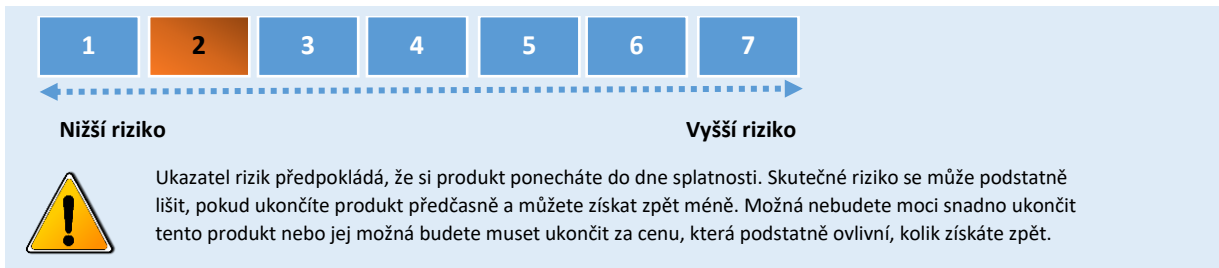 1 2 3 4 5 6 7
Nižší riziko Vyšší riziko
Ukazatel rizik předpokládá, že si produkt ponecháte do dne splatnosti. Skutečné riziko se může podstatně
lišit, pokud ukončíte produkt předčasně a můžete získat zpět méně. Možná nebudete moci snadno ukončit
tento produkt nebo jej možná budete muset ukončit za cenu, která podstatně ovlivní, kolik získáte zpět.